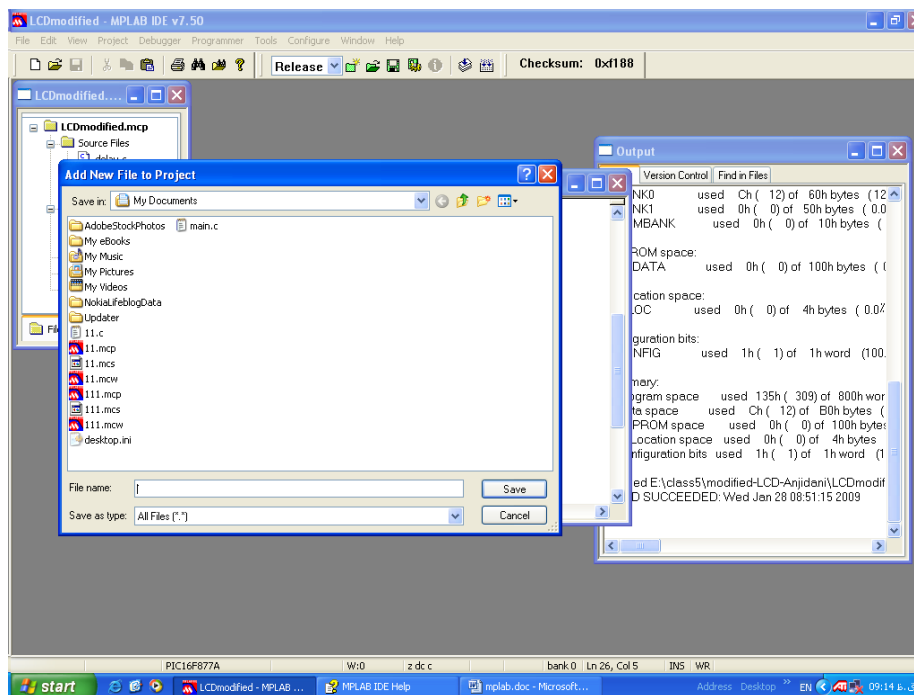 LCDmodified - MPLAB IDE v7.50
File Edit View Project Debugger Programmer Tools Configure Window Help
Release Checksum: 0xf188
LCDmodified....
LCDmodified.mcp
Source Files
delay.c
Output
Version Control Find in Files
NK0 used Ch ( 12) of 60h bytes (12
NK1 used 0h ( 0) of 50h bytes ( 0.0
MBANK used 0h ( 0) of 10h bytes (
ROM space:
DATA used 0h ( 0) of 100h bytes (
cation space:
LOC used 0h ( 0) of 4h bytes ( 0.0%
guration bits:
NFIG used 1h ( 1) of 1h word (100.
mary:
ogram space used 135h ( 309) of 800h wor
ta space used Ch ( 12) of B0h bytes (
PROM space used 0h ( 0) of 100h bytes
Location space used 0h ( 0) of 4h bytes
nfiguration bits used 1h ( 1) of 1h word (1
ed E:\class5\modified-LCD-Anjidani\LCDmodif
D SUCCEEDED: Wed Jan 28 08:51:15 2009
Add New File to Project
Save in: My Documents
AdobeStockPhotos main.c
My eBooks
My Music
My Pictures
My Videos
NokiaLifeblogData
Updater
11.c
11.mcp
11.mcs
11.mcw
111.mcp
111.mcs
111.mcw
desktop.ini
File name: Save
Save as type: All Files (*.*) Cancel
Fil
PIC16F877A W:0 z dc c bank 0 Ln 26, Col 5 INS WR
start LCDmodified - MPLAB ... MPLAB IDE Help mplab.doc - Microsoft... Address Desktop » EN 09:14